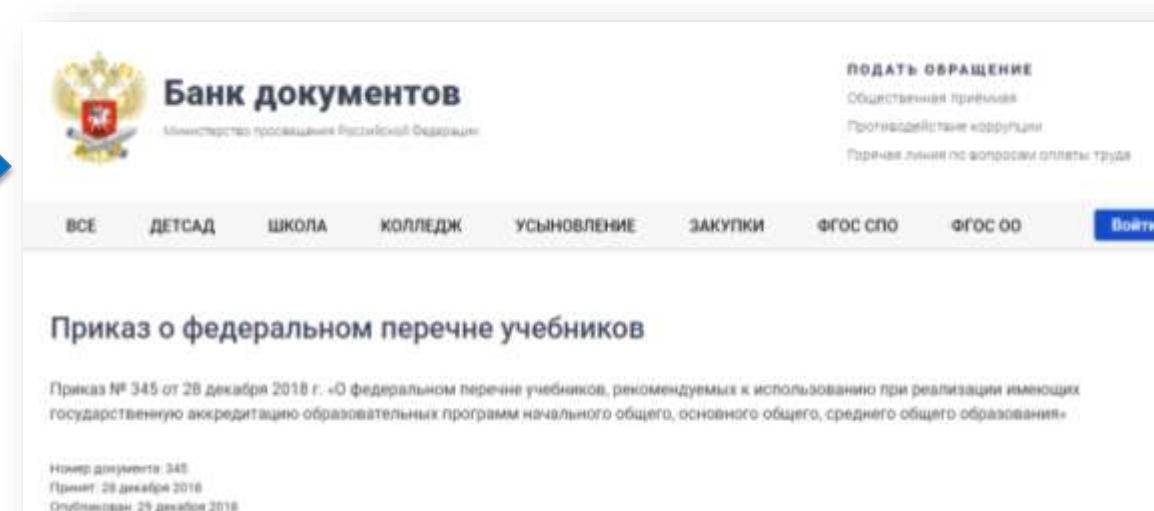 Банк документов
Министерство просвещения Российской Федерации
ПОДАТЬ ОБРАЩЕНИЕ
Общественная приёмная
Противодействие коррупции
Горячая линия по вопросам оплаты труда
ВСЕ ДЕТСАД ШКОЛА КОЛЛЕДЖ УСЫНОВЛЕНИЕ ЗАКУПКИ ФГОС СПО ФГОС ОО Войти
Приказ о федеральном перечне учебников
Приказ № 345 от 28 декабря 2018 г. «О федеральном перечне учебников, рекомендуемых к использованию при реализации имеющих
государственную аккредитацию образовательных программ начального общего, основного общего, среднего общего образования»
Номер документа: 345
Принят: 28 декабря 2018
Опубликован: 29 декабря 2018